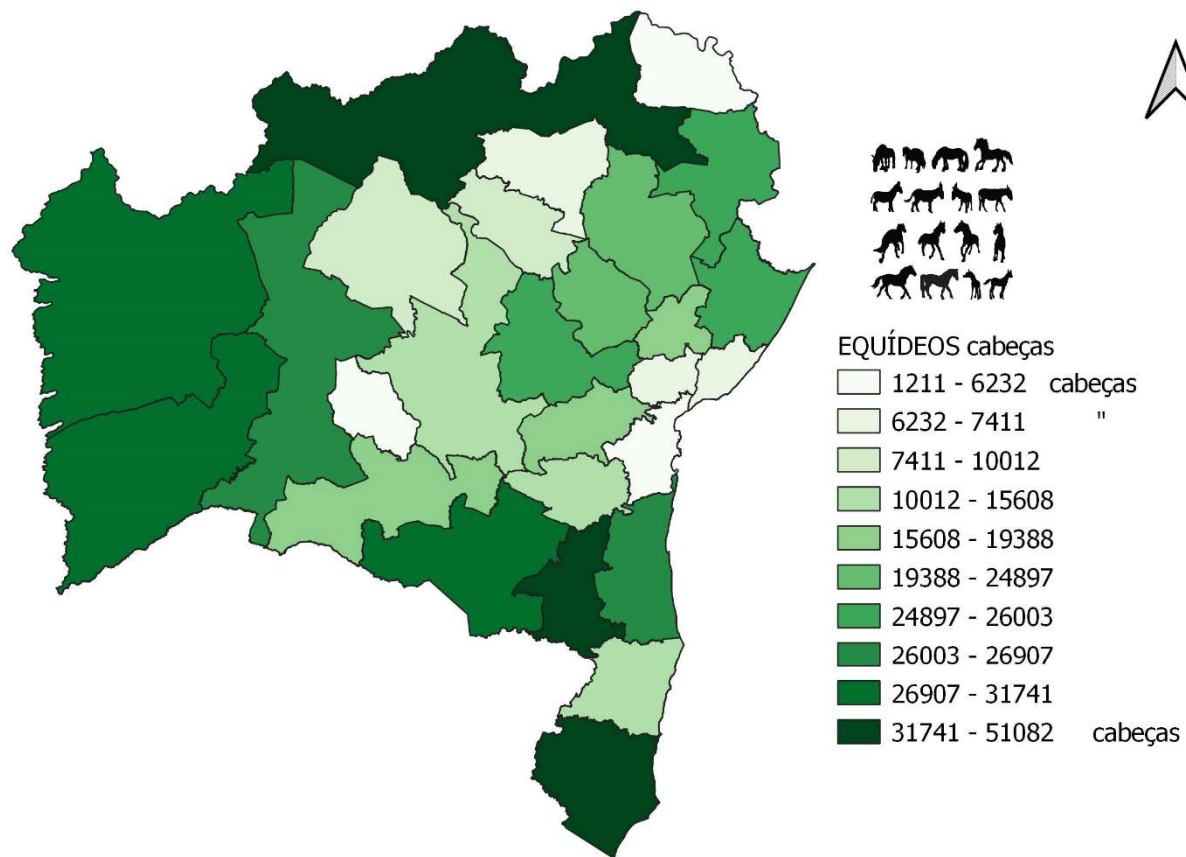 EQUÍDEOS cabeças
1211 - 6232 cabeças
6232 - 7411 "
7411 - 10012
10012 - 15608
15608 - 19388
19388 - 24897
24897 - 26003
26003 - 26907
26907 - 31741
31741 - 51082 cabeças